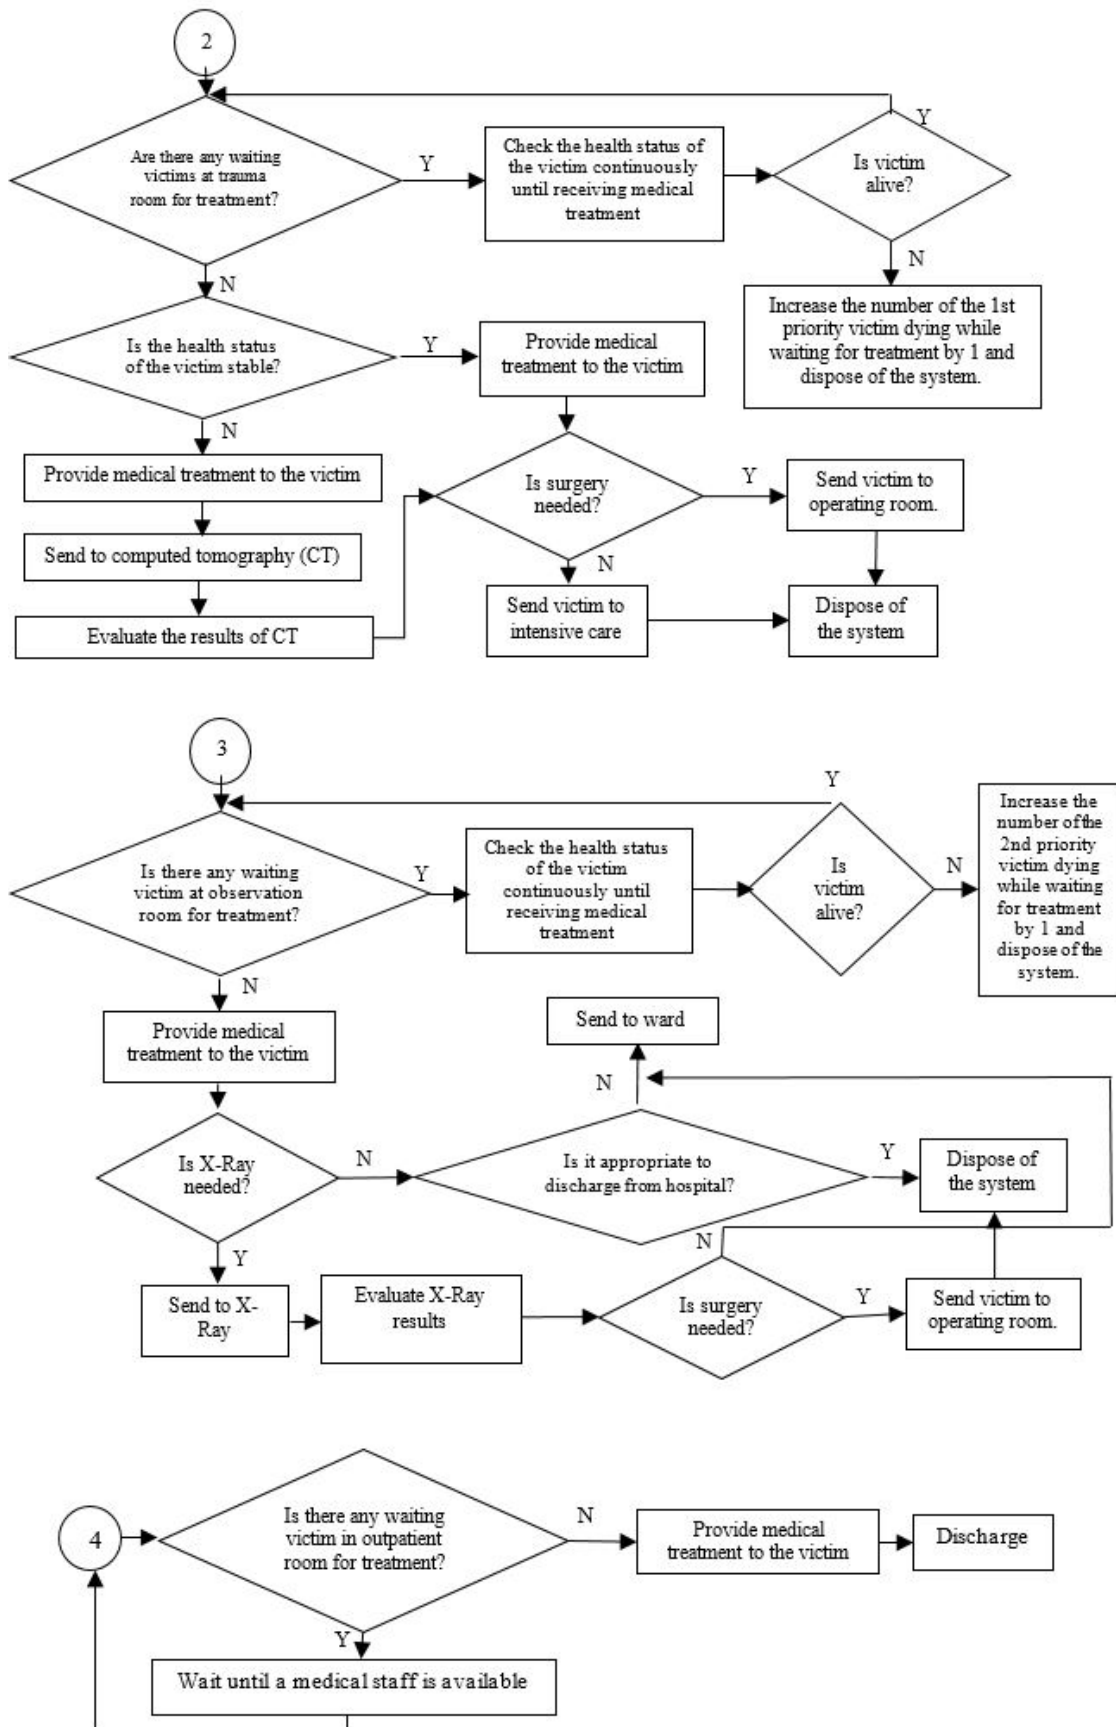 2
Y
Are there any waiting
victims at trauma
room for treatment?
Y
Check the health status of
the victim continuously
until receiving medical
treatment
Is victim
alive?
N
N
Increase the number of the 1st
priority victim dying while
waiting for treatment by 1 and
dispose of the system.
Is the health status
of the victim stable?
Y
Provide medical
treatment to the victim
N
Provide medical treatment to the victim
Is surgery
needed?
Y
Send victim to
operating room.
Send to computed tomography (CT)
N
Evaluate the results of CT
Send victim to
intensive care
Dispose of
the system
3
Y
Is there any waiting
victim at observation
room for treatment?
Y
Check the health status
of the victim
continuously until
receiving medical
treatment
Is
victim
alive?
N
Increase the
number of the
2nd priority
victim dying
while waiting
for treatment
by 1 and
dispose of the
system.
N
Provide medical
treatment to the victim
Send to ward
N
Is X-Ray
needed?
N
Is it appropriate to
discharge from hospital?
Y
Dispose of
the system
Y
N
Send to X-
Ray
Evaluate X-Ray
results
Is surgery
needed?
Y
Send victim to
operating room.
4
Is there any waiting
victim in outpatient
room for treatment?
N
Provide medical
treatment to the victim
Discharge
Y
Wait until a medical staff is available